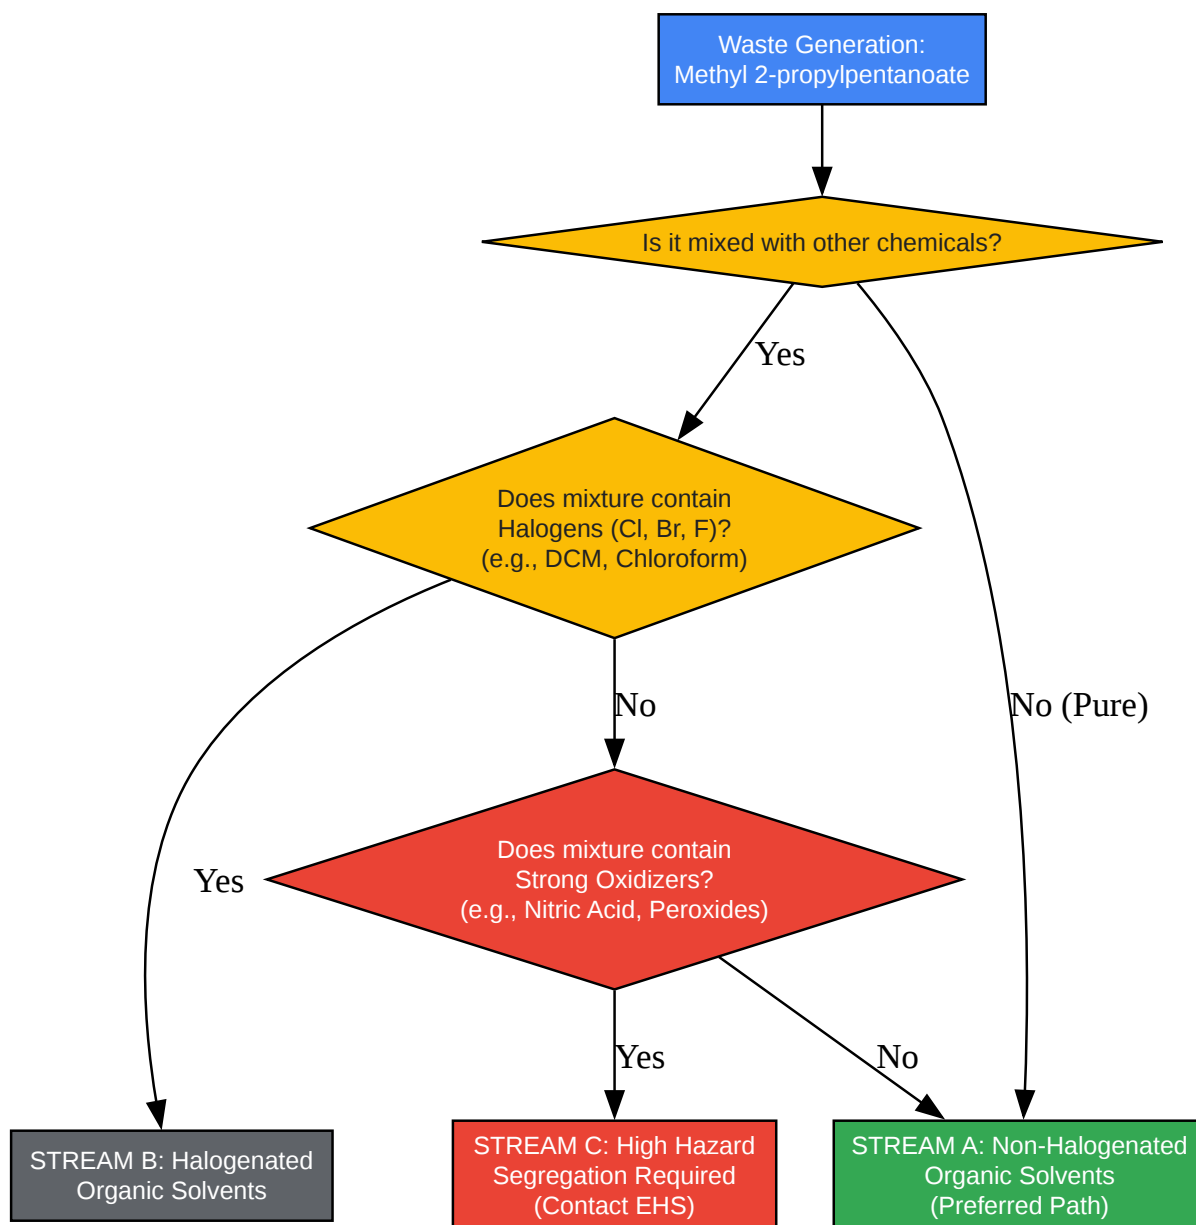 Waste Generation:
Methyl 2-propylpentanoate
Is it mixed with other chemicals?
Yes
Does mixture contain
Halogens (Cl, Br, F)?
(e.g., DCM, Chloroform)
No
No (Pure)
Does mixture contain
Strong Oxidizers?
(e.g., Nitric Acid, Peroxides)
Yes
Yes
No
STREAM B: Halogenated
Organic Solvents
STREAM C: High Hazard
Segregation Required
(Contact EHS)
STREAM A: Non-Halogenated
Organic Solvents
(Preferred Path)